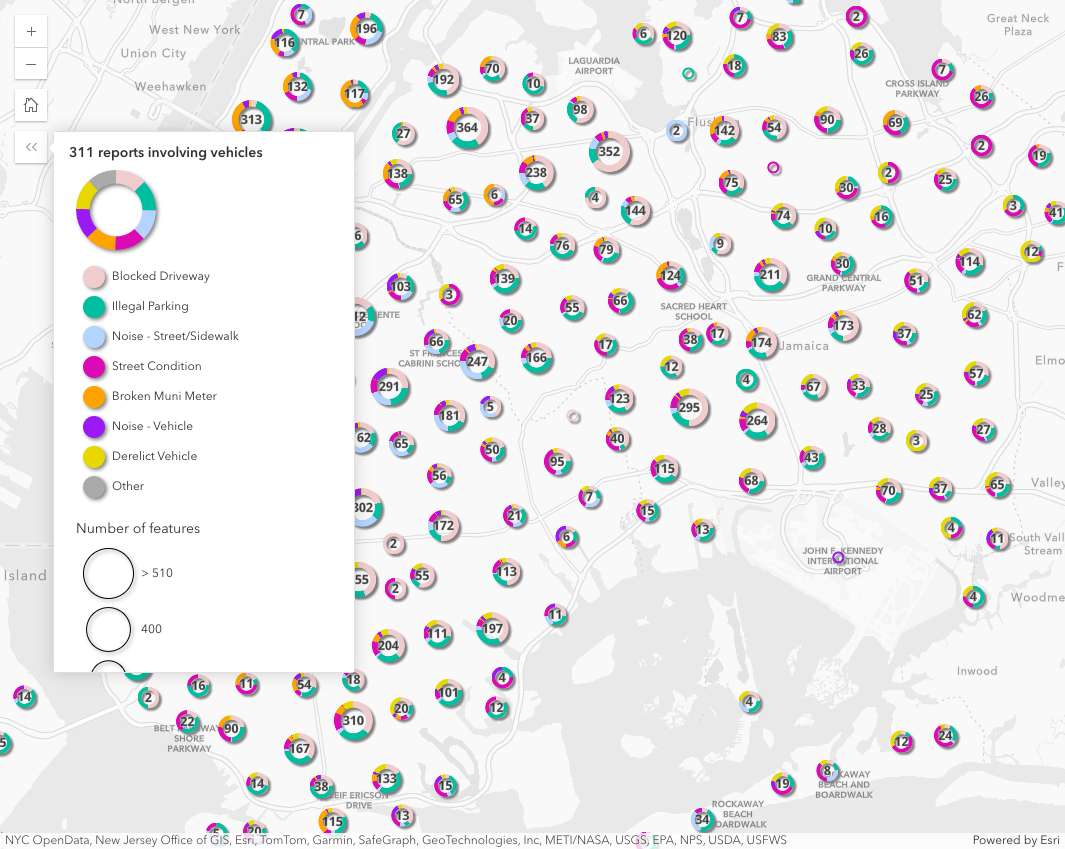 North Bergen
West New York
Union City
Weehawken
CENTRAL PARK
7
196
116
132
117
313
6
120
7
83
2
26
18
Great Neck
Plaza
LAGUARDIA
AIRPORT
CROSS ISLAND
PARKWAY
7
26
192
70
10
98
37
364
27
352
2
Flush
142
54
90
69
2
19
138
238
65
6
4
144
75
30
2
25
3
41
14
76
79
9
74
10
16
12
6
103
3
139
20
55
66
124
211
30
GRAND CENTRAL
PARKWAY
51
114
SACRED HEART
SCHOOL
12
66
ST FRANCES
CABRINI SCHO
247
166
17
38
17
174
Jamaica
173
37
62
Elmo
291
181
5
123
12
4
295
264
67
33
25
57
62
65
50
40
28
3
27
56
95
115
68
43
70
37
65
Valley
302
172
21
7
15
13
6
4
11
South Vall
Stream
2
55
2
55
113
JOHN F. KENNEDY
INTERNATIONAL
AIRPORT
4
Woodme
11
204
111
197
Inwood
14
2
16
11
54
18
101
4
12
4
22
90
BELT PARKWAY
SHORE
PARKWAY
310
20
167
12
24
5
14
38
133
15
19
8
ROCKAWAY
BEACH AND
BOARDWALK
LEIF ERICSON
DRIVE
115
13
34
ROCKAWAY
BEACH
BOARDWALK
5
20
Island
311 reports involving vehicles
Blocked Driveway
Illegal Parking
Noise - Street/Sidewalk
Street Condition
Broken Muni Meter
Noise - Vehicle
Derelict Vehicle
Other
Number of features
> 510
400
NYC OpenData, New Jersey Office of GIS, Esri, TomTom, Garmin, SafeGraph, GeoTechnologies, Inc, METI/NASA, USGS, EPA, NPS, USDA, USFWS
Powered by Esri